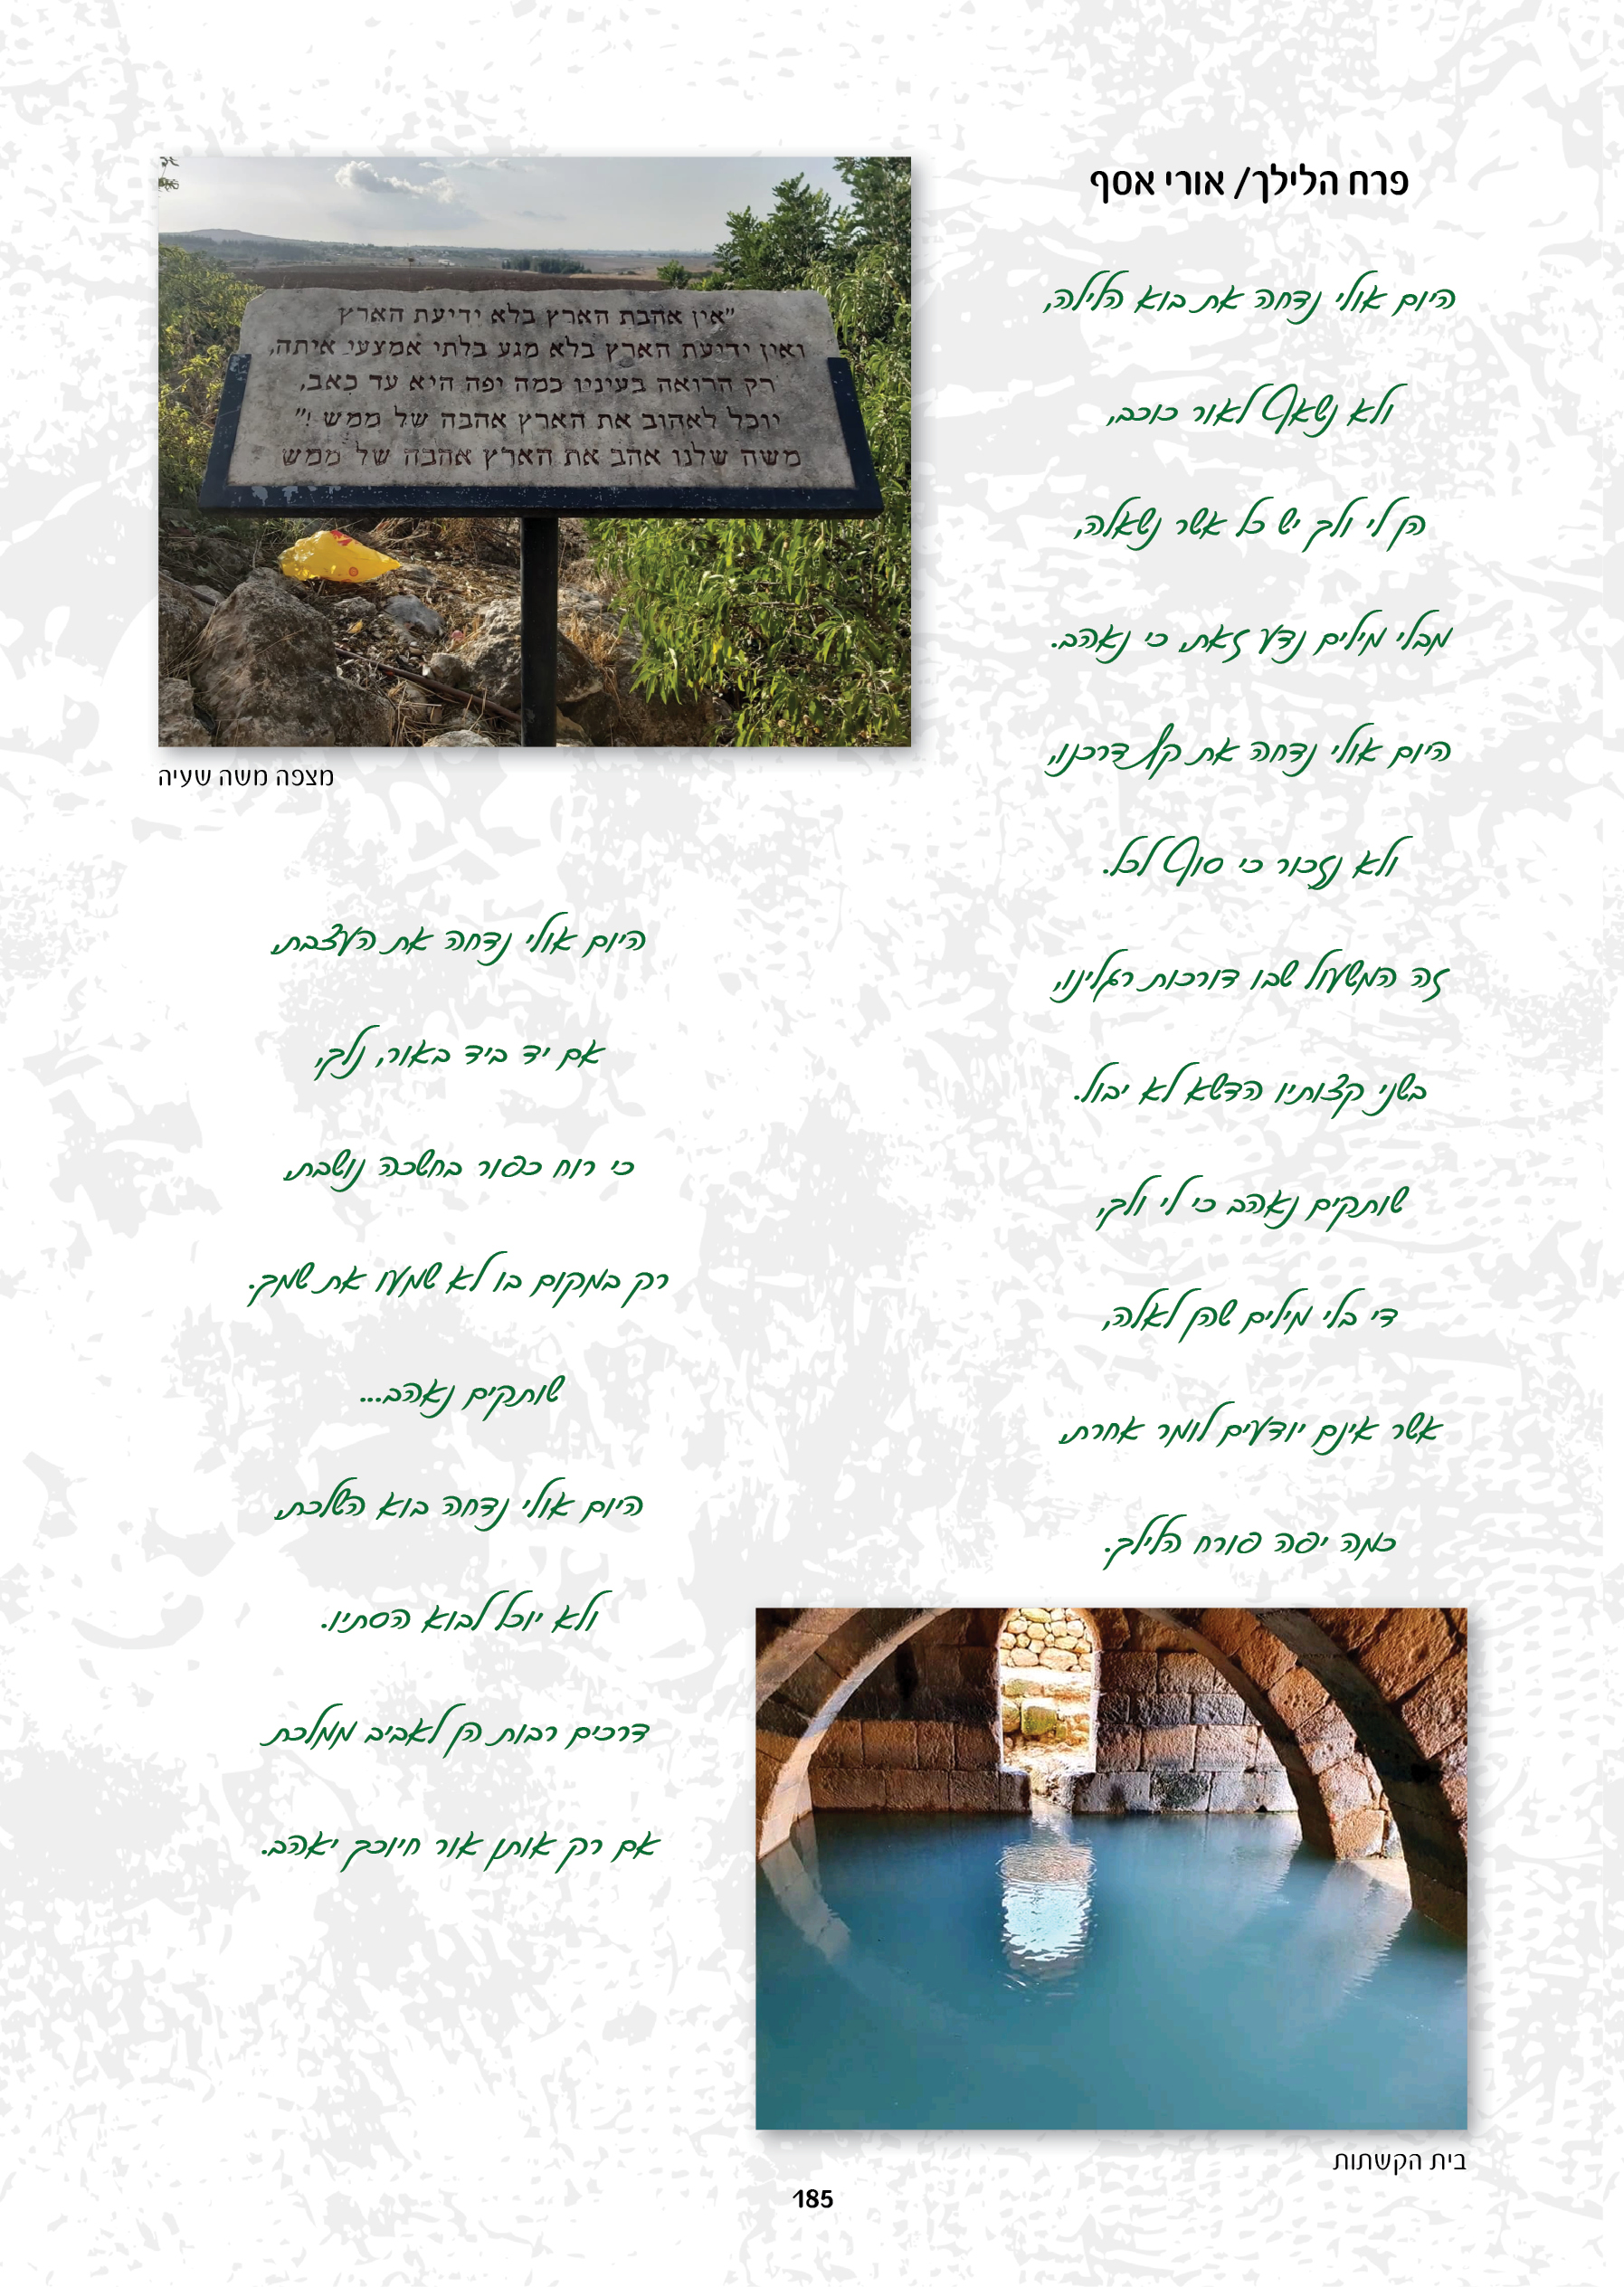 פרח הלילך/ אורי אסף
היום אולי נדחה את בוא הלילה,
ולא נשאף לאור כוכב,
הן לי ולך יש כל אשר נשאלה,
מבלי מילים נדע זאת, כי נאהב.
היום אולי נדחה את קץ דרכנו,
ולא נזכור כי סוף לכל.
זה המשעול שבו דורכות רגלינו,
בשני קצותיו הדשא לא יבול.
שותקים נאהב כי לי ולך,
די בלי מילים שהן לאלה,
אשר אינם יודעים לומר אחרת,
כמה יפה פורח הלילך.
"אין אהבת הארץ בלא ידיעת הארץ
ואין ידיעת הארץ בלא מגע בלתי אמצעי איתה,
רק הרואה בעיניו כמה יפה היא עד כאב,
יוכל לאהוב את הארץ אהבה של ממש !"
משה שלנו אהב את הארץ אהבה של ממש
מצפה משה שעיה
היום אולי נדחה את העצבת,
אם יד ביד באור, נלך,
כי רוח כפור בחשכה נושבת,
רק במקום בו לא שמעו את שמך.
שותקים נאהב...
היום אולי נדחה בוא השלכת,
ולא יוכל לבוא הסתיו.
דרכים רבות הן לאביב ממלכת
אם רק אותן אור חיוכך יאהב.
בית הקשתות
185